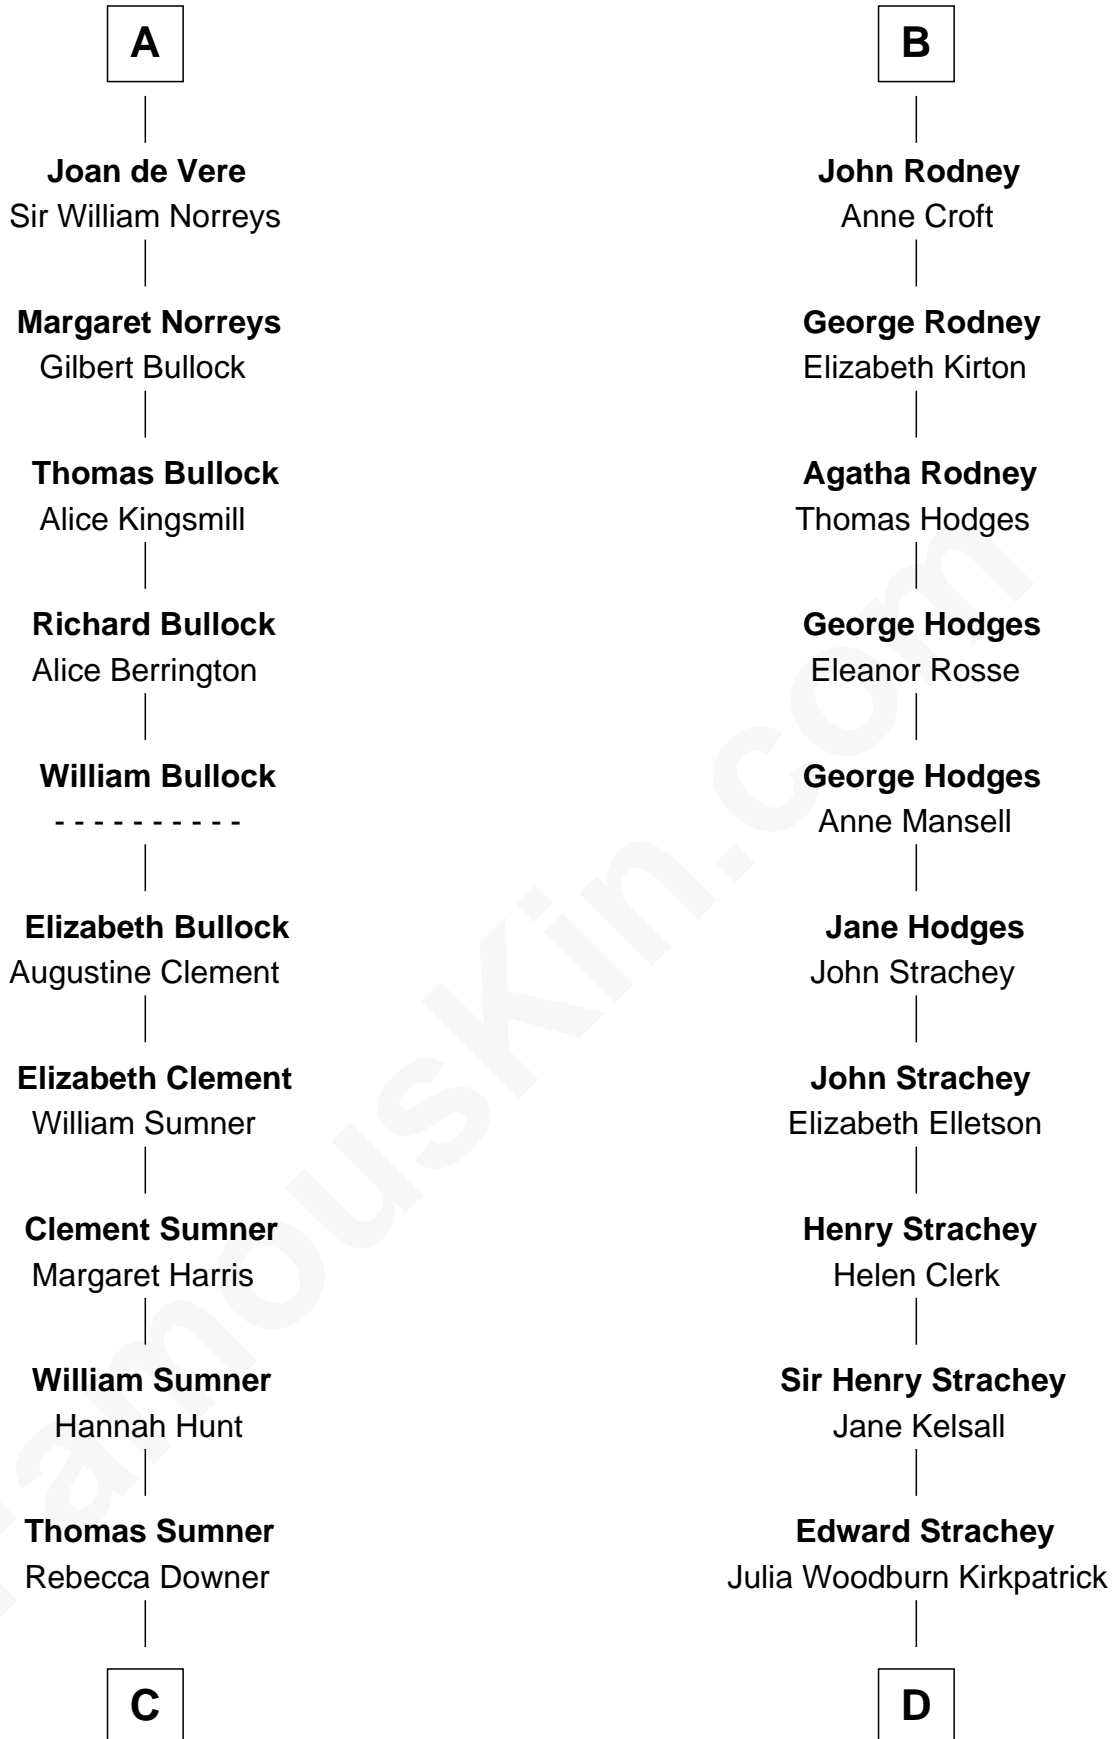 A
Joan de Vere
Sir William Norreys
Margaret Norreys
Gilbert Bullock
Thomas Bullock
Alice Kingsmill
Richard Bullock
Alice Berrington
William Bullock
- - - - - - - - - -
Elizabeth Bullock
Augustine Clement
Elizabeth Clement
William Sumner
Clement Sumner
Margaret Harris
William Sumner
Hannah Hunt
Thomas Sumner
Rebecca Downer
C
B
John Rodney
Anne Croft
George Rodney
Elizabeth Kirton
Agatha Rodney
Thomas Hodges
George Hodges
Eleanor Rosse
George Hodges
Anne Mansell
Jane Hodges
John Strachey
John Strachey
Elizabeth Elletson
Henry Strachey
Helen Clerk
Sir Henry Strachey
Jane Kelsall
Edward Strachey
Julia Woodburn Kirkpatrick
D
FamousKin.com